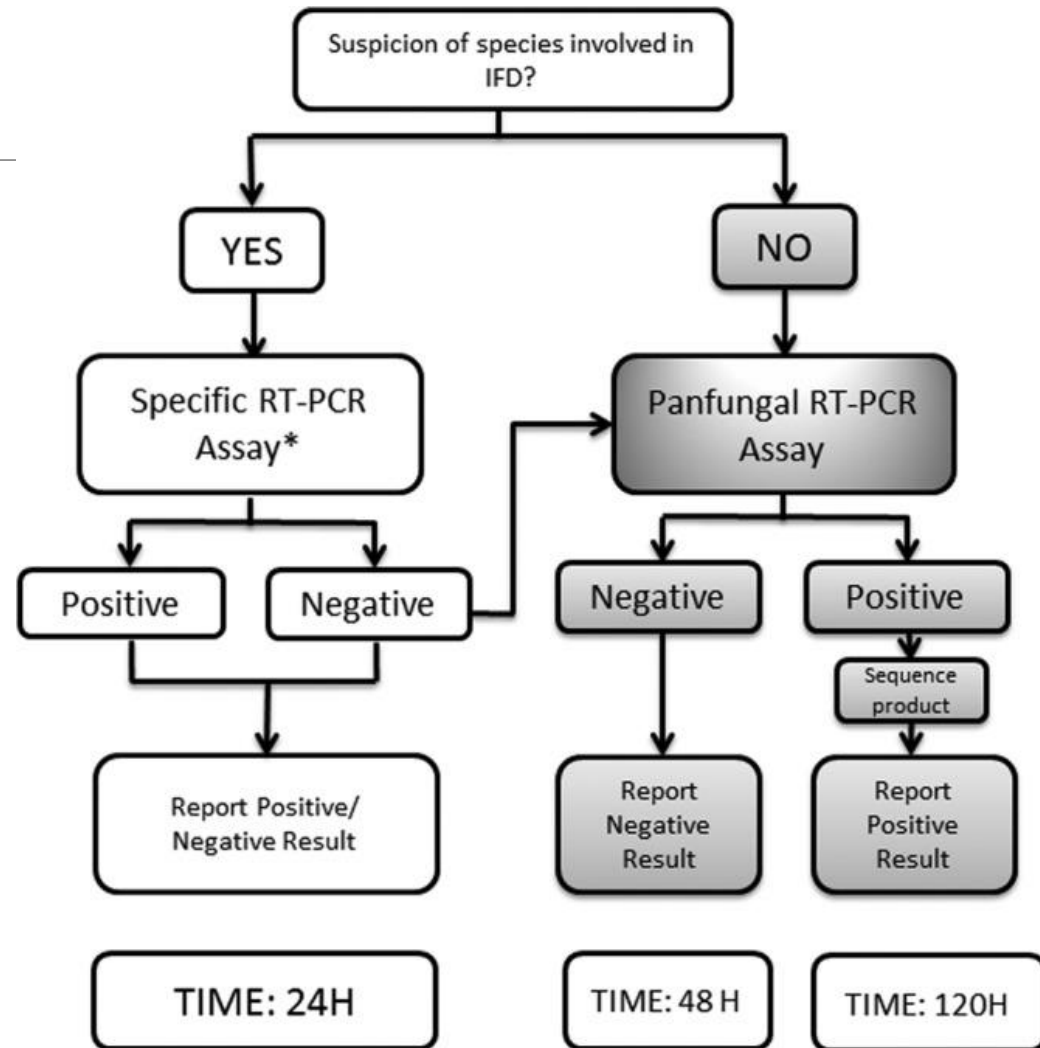 Suspicion of species involved in
IFD?
YES
NO
Specific RT-PCR
Assay*
Panfungal RT-PCR
Assay
Positive
Negative
Negative
Positive
Sequence
product
Report Positive/
Negative Result
Report
Negative
Result
Report
Positive
Result
TIME: 24H
TIME: 48 H
TIME: 120H